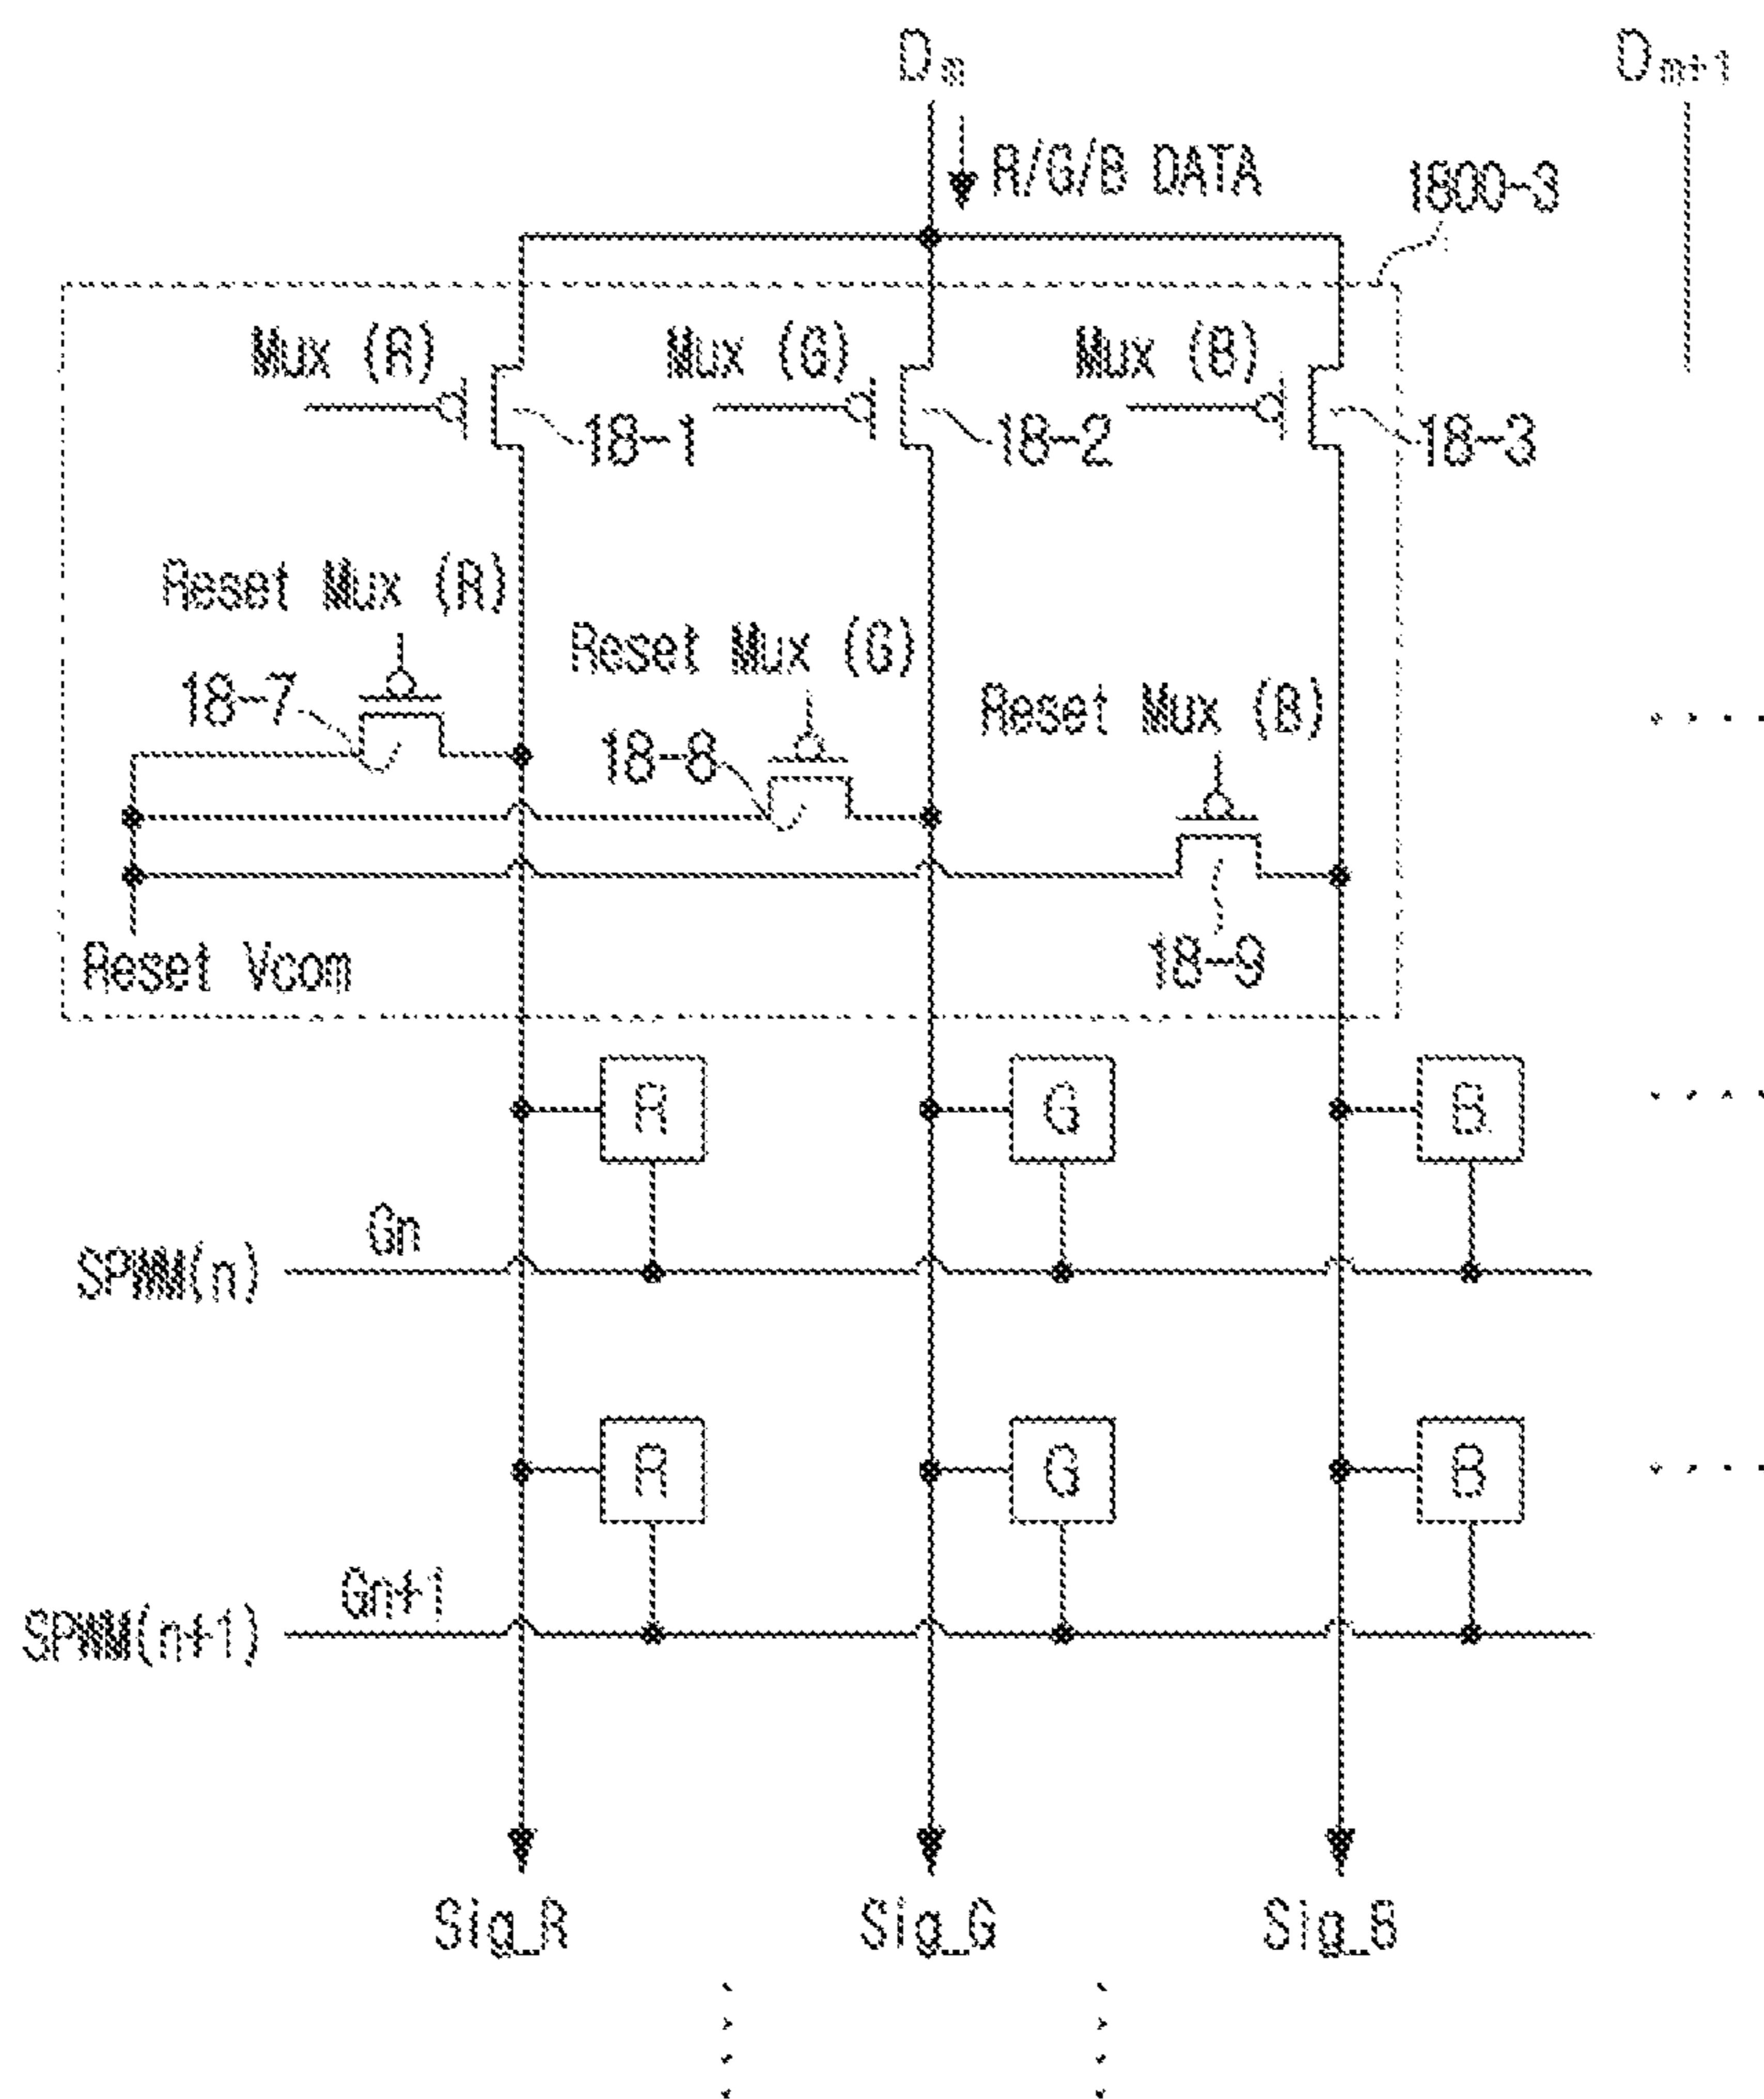 Dm
Dm+1
R/G/B DATA
1800-3
Mux (R)
Mux (G)
Mux (B)
18-1
18-2
18-3
Reset Mux (R)
Reset Mux (G)
Reset Mux (B)
18-7
18-8
18-9
Reset Vcom
R
G
B
Gn
SPWM(n)
R
G
B
Gn+1
SPWM(n+1)
Sig_R
Sig_G
Sig_B